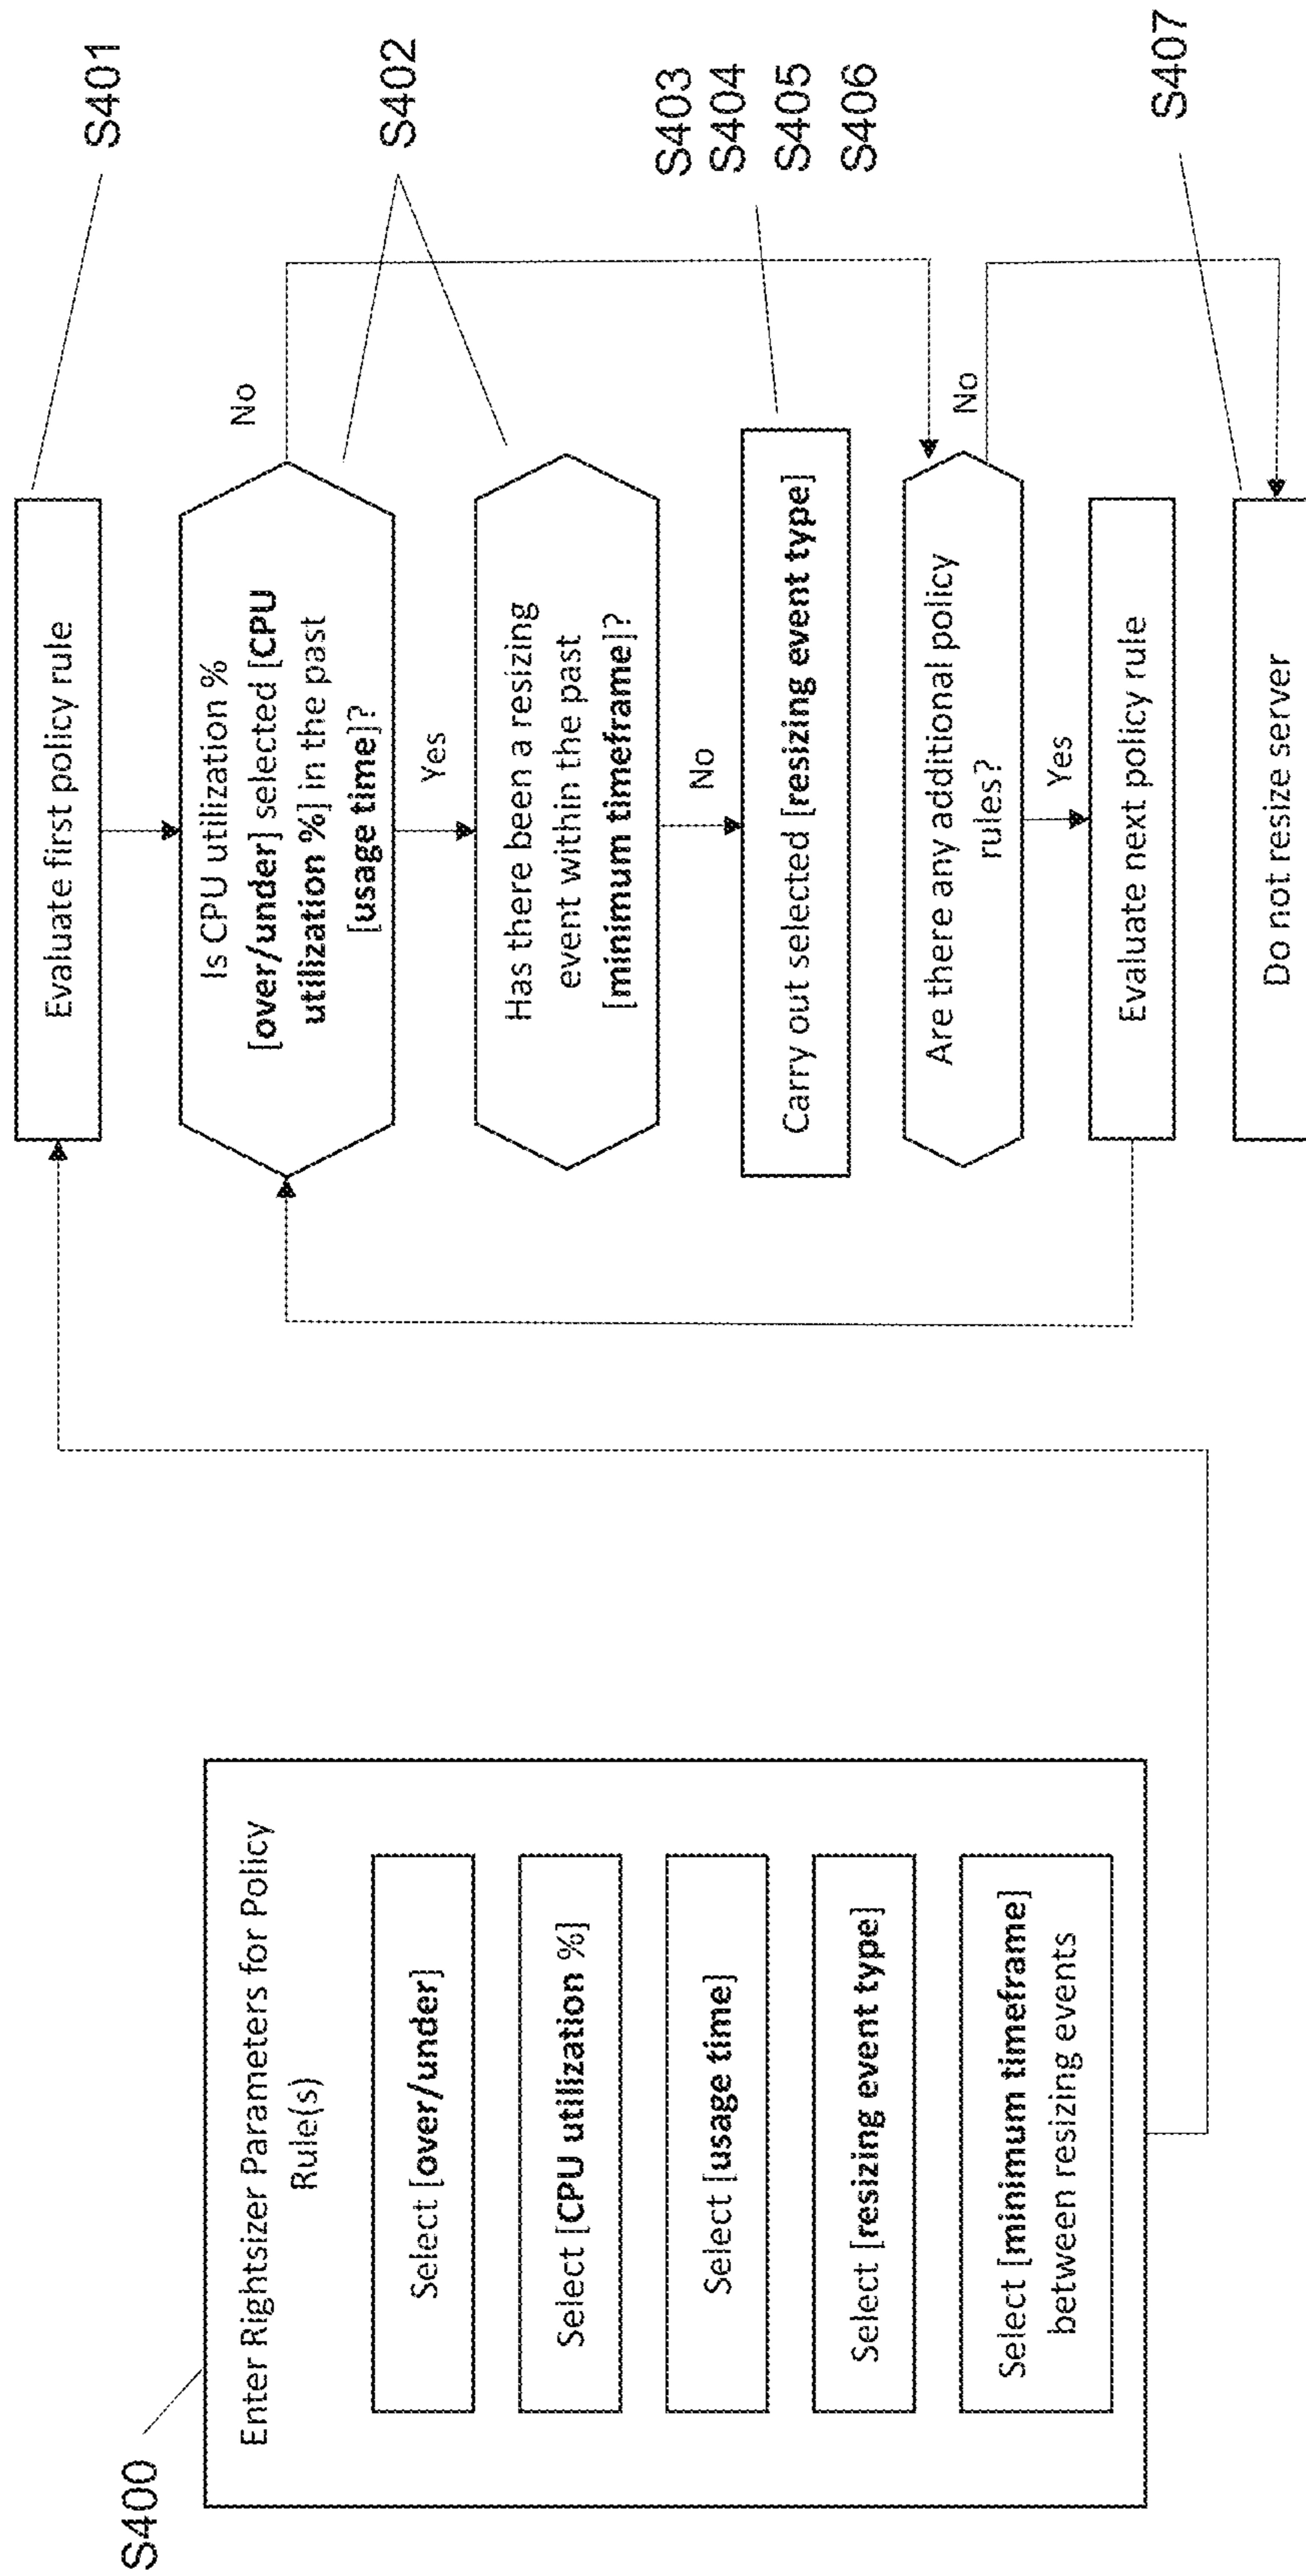 S400
Enter Rightsizer Parameters for Policy
Rule(s)
Select [over/under]
Select [CPU utilization %]
Select [usage time]
Select [resizing event type]
Select [minimum timeframe]
between resizing events
S401
Evaluate first policy rule
S402
Is CPU utilization %
[over/under] selected [CPU
utilization %] in the past
[usage time]?
No
Yes
Has there been a resizing
event within the past
[minimum timeframe]?
No
S403
S404
S405
S406
Carry out selected [resizing event type]
Are there any additional policy
rules?
No
Yes
Evaluate next policy rule
S407
Do not resize server